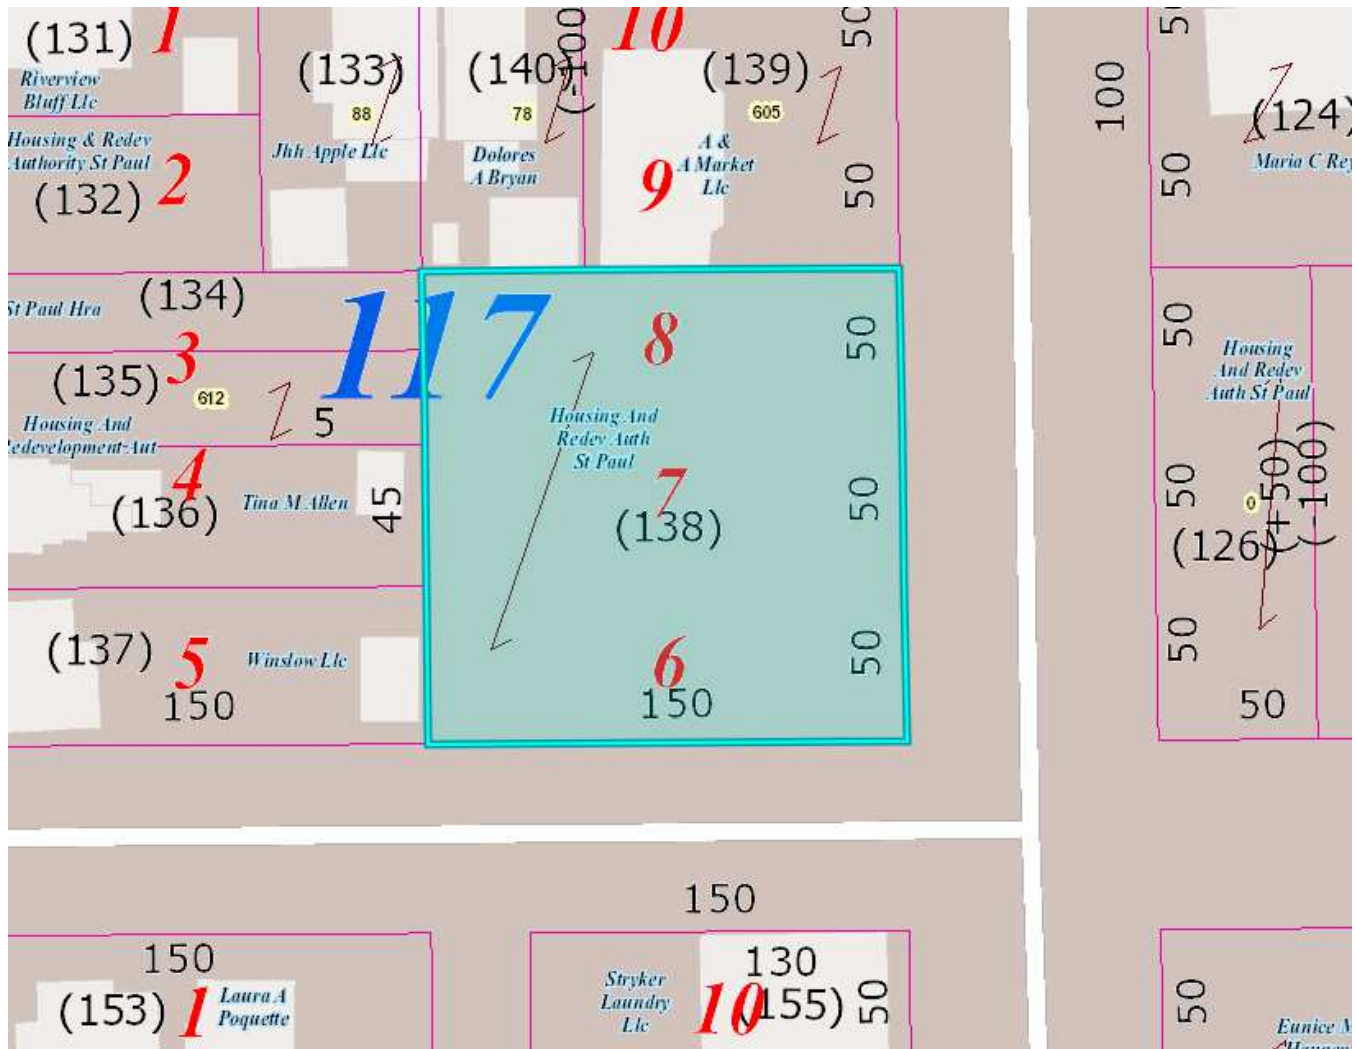 (131)
1
Riverview
Bluff Llc
(133)
88
Jhh Apple Llc
(140)
78
(-100
Dolores
A Bryan
10
(139)
605
50
A &
A Market
Llc
9
50
50
100
50
(124)
Maria C Rey
Housing & Redev
Authority St Paul
2
(132)
St Paul Hra
(134)
3
117
(135)
612
5
Housing And
edevelopment Aut
4
(136)
Tina M Allen
45
(137)
5
Winslow Llc
150
8
50
Housing And
Redev Auth
St Paul
7
(138)
50
6
50
150
50
Housing
And Redev
Auth St Paul
50
0
(+50)
(-100)
(126)
50
50
150
150
(153)
1
Laura A
Poquette
Stryker
Laundry
Llc
130
10
(155)
50
50
Eunice M